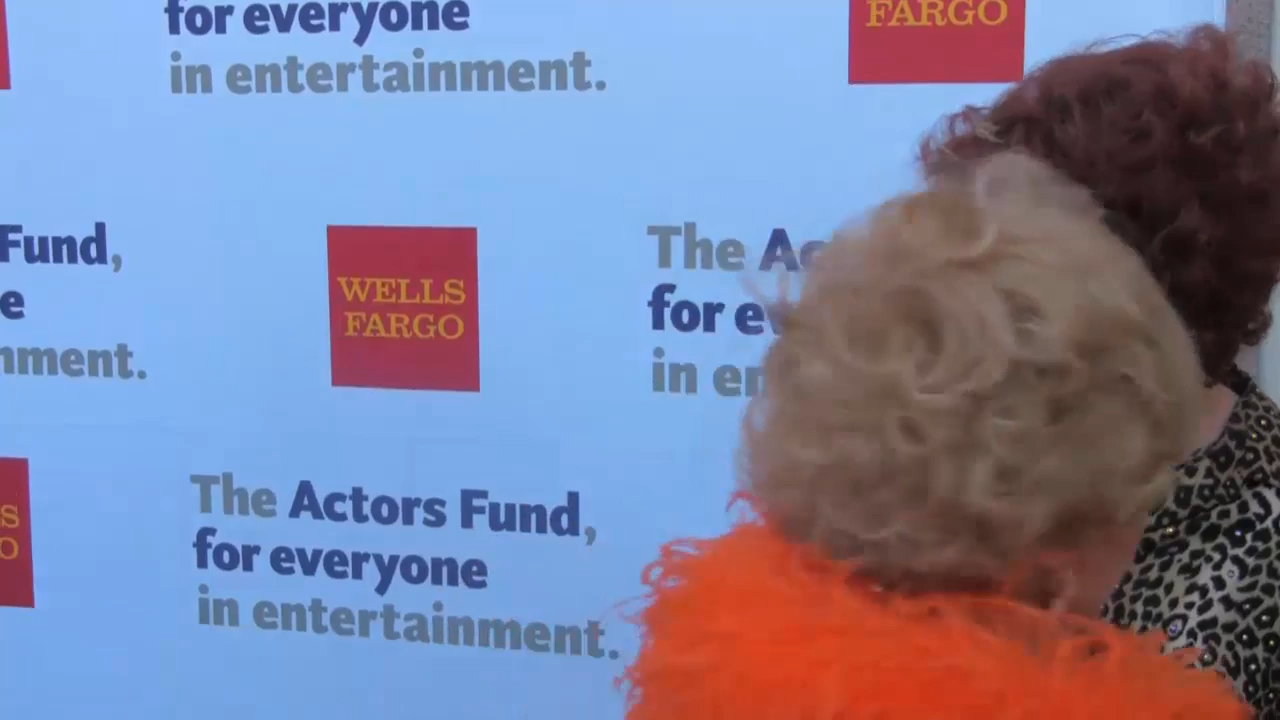 for everyone
in entertainment.
FARGO
Fund,
e
nment.
WELLS
FARGO
The Ac
for ev
in en
S
O
The Actors Fund,
for everyone
in entertainment.